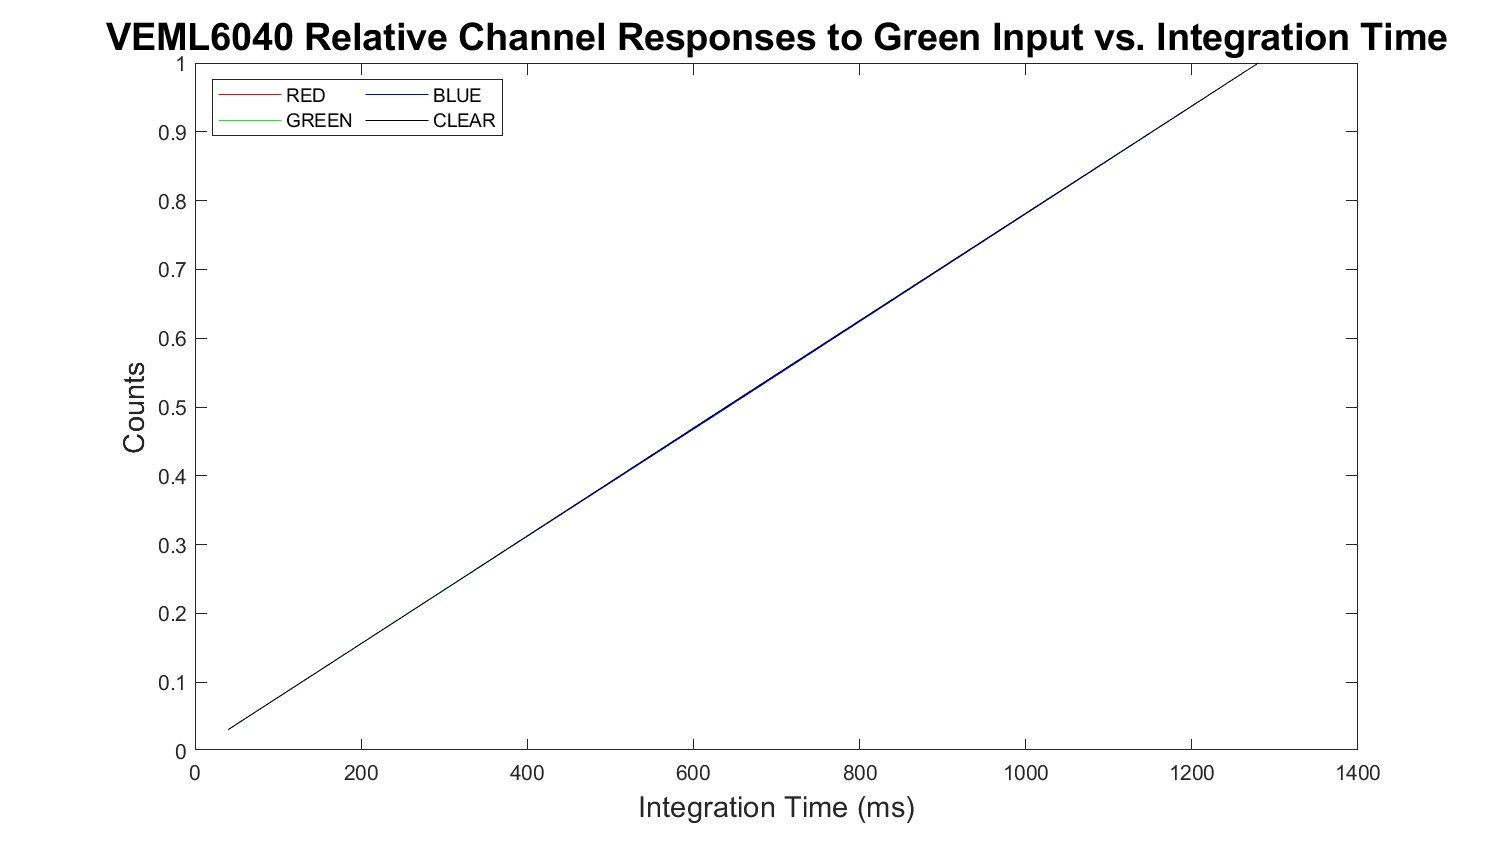 VEML6040 Relative Channel Responses to Green Input vs. Integration Time
RED BLUE
GREEN CLEAR
1
0.9
0.8
0.7
0.6
0.5
0.4
0.3
0.2
0.1
0
Counts
0 200 400 600 800 1000 1200 1400
Integration Time (ms)